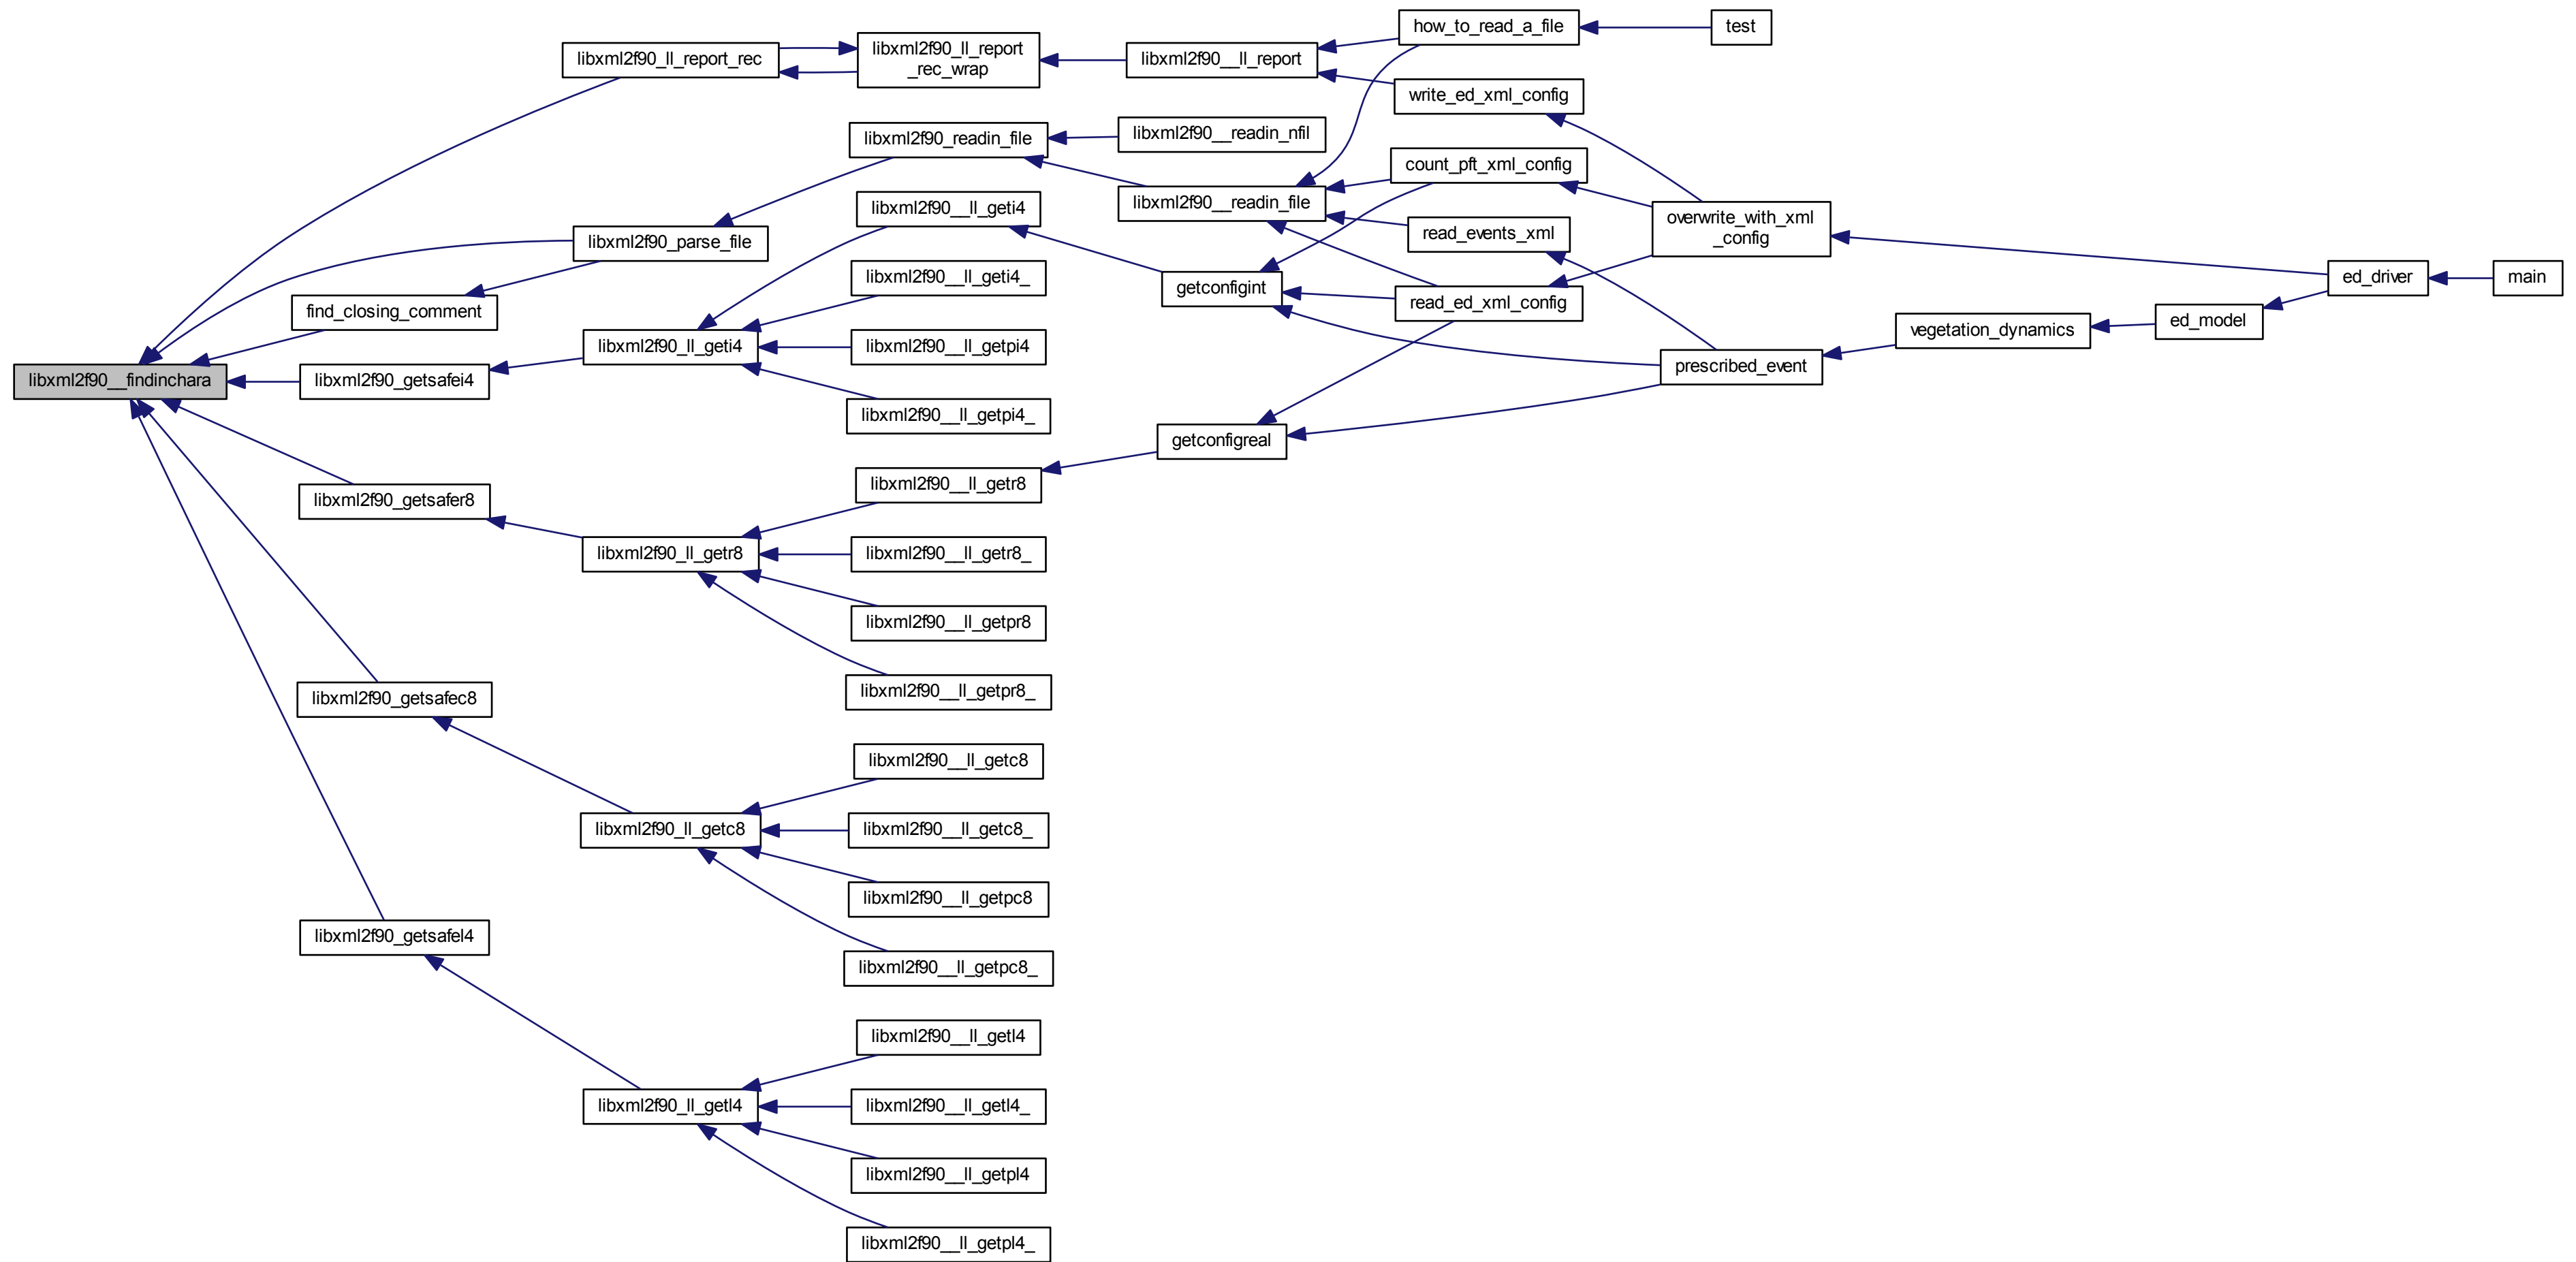 how_to_read_a_file
test
libxml2f90_ll_report_rec
libxml2f90_ll_report
_rec_wrap
libxml2f90__ll_report
write_ed_xml_config
libxml2f90_readin_file
libxml2f90__readin_nfil
count_pft_xml_config
libxml2f90__ll_geti4
libxml2f90__readin_file
overwrite_with_xml
_config
read_events_xml
libxml2f90_parse_file
libxml2f90__ll_geti4_
getconfigint
ed_driver
main
find_closing_comment
read_ed_xml_config
ed_model
vegetation_dynamics
libxml2f90_ll_geti4
libxml2f90__ll_getpi4
prescribed_event
libxml2f90__findinchara
libxml2f90_getsafei4
libxml2f90__ll_getpi4_
getconfigreal
libxml2f90__ll_getr8
libxml2f90_getsafer8
libxml2f90_ll_getr8
libxml2f90__ll_getr8_
libxml2f90__ll_getpr8
libxml2f90__ll_getpr8_
libxml2f90_getsafec8
libxml2f90__ll_getc8
libxml2f90_ll_getc8
libxml2f90__ll_getc8_
libxml2f90__ll_getpc8
libxml2f90_getsafel4
libxml2f90__ll_getpc8_
libxml2f90__ll_getl4
libxml2f90_ll_getl4
libxml2f90__ll_getl4_
libxml2f90__ll_getpl4
libxml2f90__ll_getpl4_